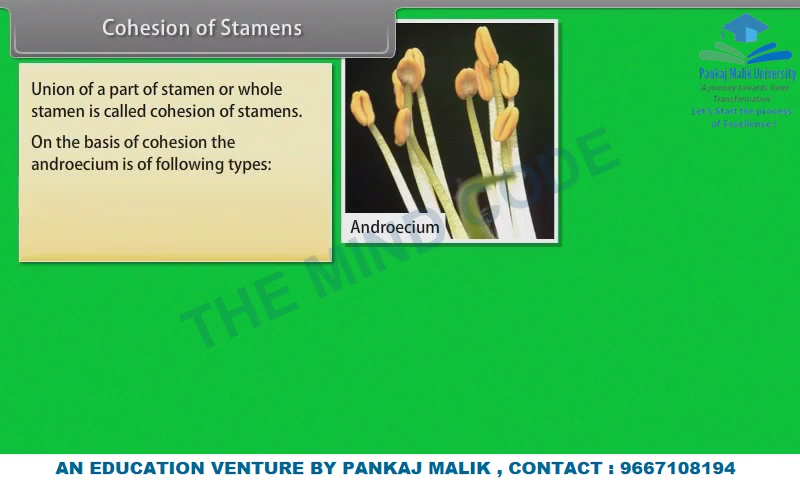 Cohesion of Stamens
Union of a part of stamen or whole
stamen is called cohesion of stamens.
On the basis of cohesion the
androecium is of following types:
Androecium
THE MIND CODE
Pankaj Malik University
"A journey towards Inner
Transformation
Let's Start the process
of Excellence!
AN EDUCATION VENTURE BY PANKAJ MALIK , CONTACT : 9667108194